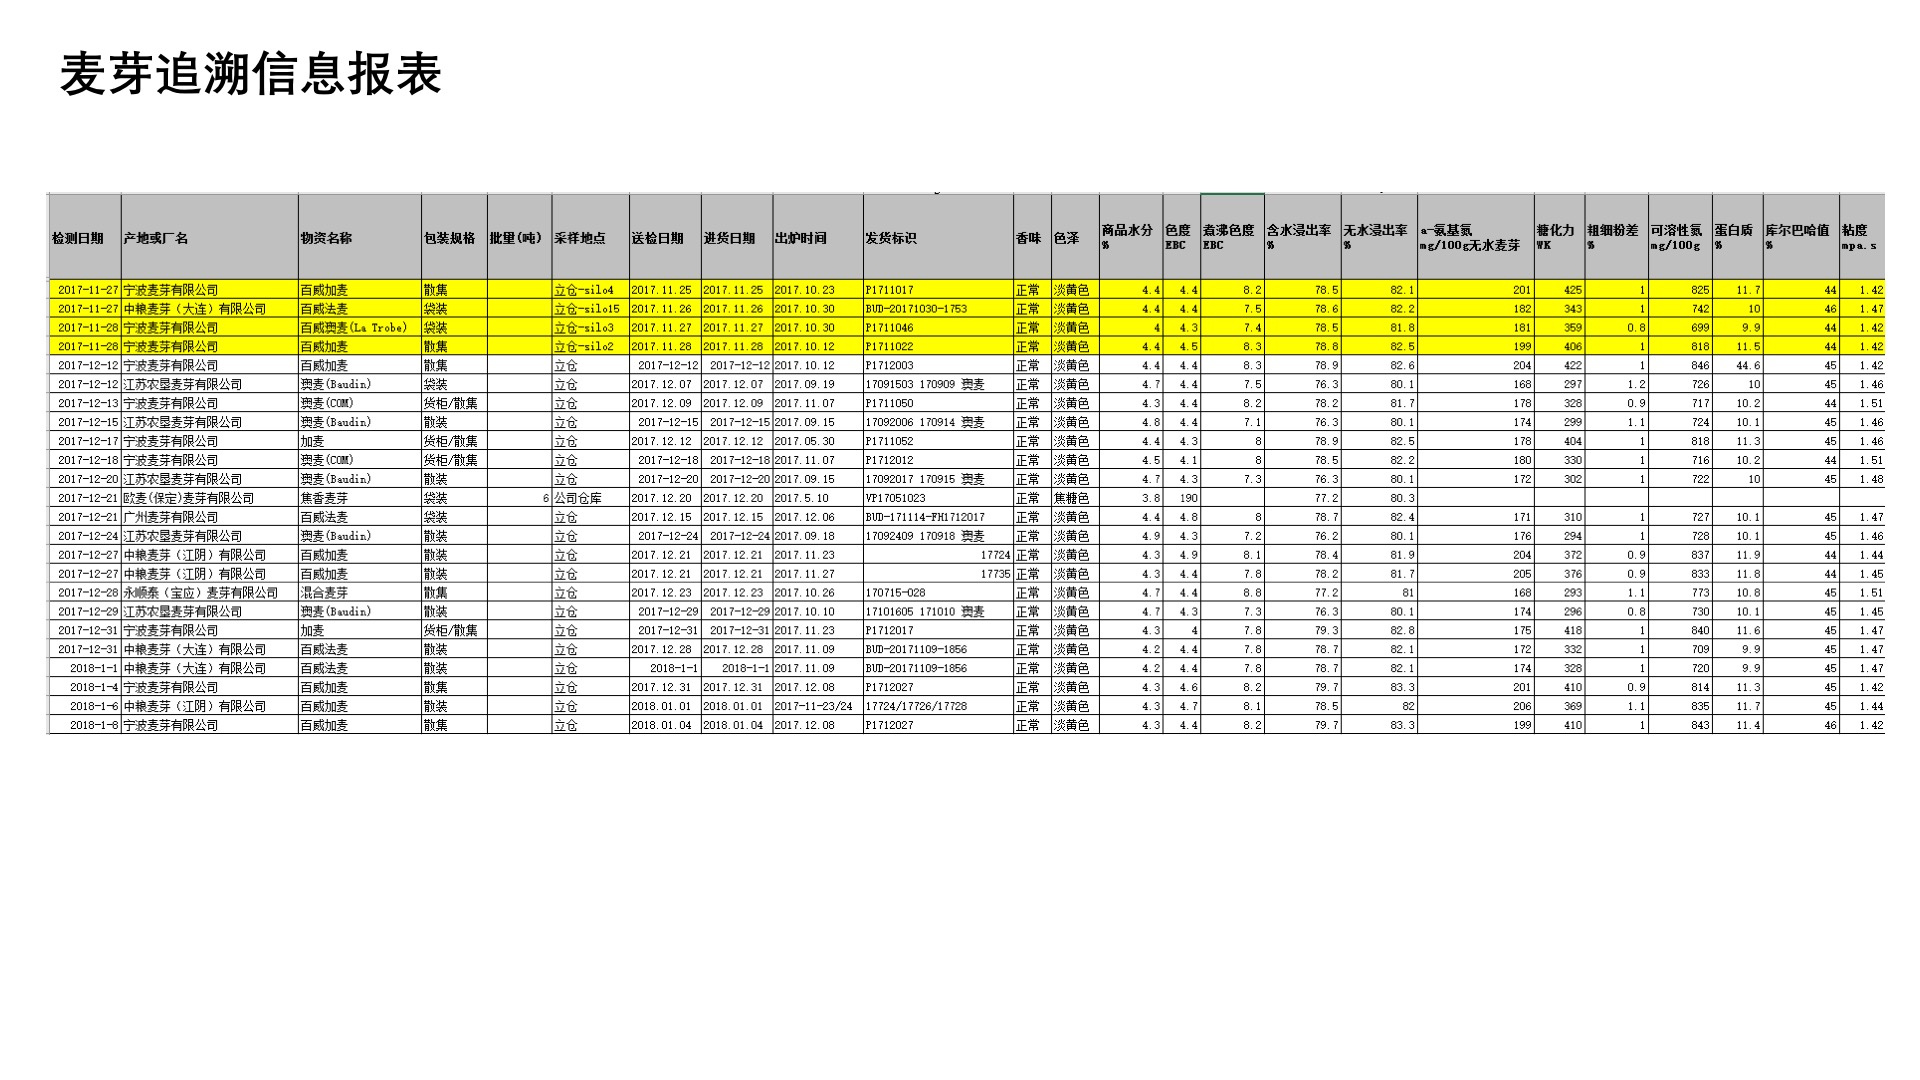 麦芽追溯信息报表
检测日期 产地或厂名 物资名称 包装规格 批量(吨) 采样地点 送检日期 进货日期 出炉时间 发货标识 香味 色泽 商品水分% 色度EBC 煮沸色度EBC 含水浸出率% 无水浸出率% a-氨基氮mg/100g无水麦芽 糖化力WK 粗细粉差% 可溶性氮mg/100g 蛋白质% 库尔巴哈值% 粘度mpa.s
2017-11-27 宁波麦芽有限公司 百威加麦 散集 立仓-silo4 2017.11.25 2017.11.25 2017.10.23 P1711017 正常 淡黄色 4.4 4.4 8.2 78.5 82.1 201 425 1 825 11.7 44 1.42
2017-11-27 中粮麦芽（大连）有限公司 百威法麦 袋装 立仓-silo15 2017.11.26 2017.11.26 2017.10.30 BUD-20171030-1753 正常 淡黄色 4.4 4.4 7.5 78.6 82.2 182 343 1 742 10 46 1.47
2017-11-28 宁波麦芽有限公司 百威澳麦(La Trobe) 袋装 立仓-silo3 2017.11.27 2017.11.27 2017.10.30 P1711046 正常 淡黄色 4 4.3 7.4 78.5 81.8 181 359 0.8 699 9.9 44 1.42
2017-11-28 宁波麦芽有限公司 百威加麦 散集 立仓-silo2 2017.11.28 2017.11.28 2017.10.12 P1711022 正常 淡黄色 4.4 4.5 8.3 78.8 82.5 199 406 1 818 11.5 44 1.42
2017-12-12 宁波麦芽有限公司 百威加麦 散集 立仓 2017-12-12 2017-12-12 2017.10.12 P1712003 正常 淡黄色 4.4 4.4 8.3 78.9 82.6 204 422 1 846 44.6 45 1.42
2017-12-12 江苏农垦麦芽有限公司 澳麦(Baudin) 袋装 立仓 2017.12.07 2017.12.07 2017.09.19 17091503 170909 澳麦 正常 淡黄色 4.7 4.4 7.5 76.3 80.1 168 297 1.2 726 10 45 1.46
2017-12-13 宁波麦芽有限公司 澳麦(COM) 货柜/散集 立仓 2017.12.09 2017.12.09 2017.11.07 P1711050 正常 淡黄色 4.3 4.4 8.2 78.2 81.7 178 328 0.9 717 10.2 44 1.51
2017-12-15 江苏农垦麦芽有限公司 澳麦(Baudin) 散装 立仓 2017-12-15 2017-12-15 2017.09.15 17092006 170914 澳麦 正常 淡黄色 4.8 4.4 7.1 76.3 80.1 174 299 1.1 724 10.1 45 1.46
2017-12-17 宁波麦芽有限公司 加麦 货柜/散集 立仓 2017.12.12 2017.12.12 2017.05.30 P1711052 正常 淡黄色 4.4 4.3 8 78.9 82.5 178 404 1 818 11.3 45 1.46
2017-12-18 宁波麦芽有限公司 澳麦(COM) 货柜/散集 立仓 2017-12-18 2017-12-18 2017.11.07 P1712012 正常 淡黄色 4.5 4.1 8 78.5 82.2 180 330 1 716 10.2 44 1.51
2017-12-20 江苏农垦麦芽有限公司 澳麦(Baudin) 散装 立仓 2017-12-20 2017-12-20 2017.09.15 17092017 170915 澳麦 正常 淡黄色 4.7 4.3 7.3 76.3 80.1 172 302 1 722 10 45 1.48
2017-12-21 欧麦(保定)麦芽有限公司 焦香麦芽 袋装 6 公司仓库 2017.12.20 2017.12.20 2017.5.10 VP17051023 正常 焦糖色 3.8 190 77.2 80.3
2017-12-21 广州麦芽有限公司 百威法麦 袋装 立仓 2017.12.15 2017.12.15 2017.12.06 BUD-171114-FH1712017 正常 淡黄色 4.4 4.8 8 78.7 82.4 171 310 1 727 10.1 45 1.47
2017-12-24 江苏农垦麦芽有限公司 澳麦(Baudin) 散装 立仓 2017-12-24 2017-12-24 2017.09.18 17092409 170918 澳麦 正常 淡黄色 4.9 4.3 7.2 76.2 80.1 176 294 1 728 10.1 45 1.46
2017-12-27 中粮麦芽（江阴）有限公司 百威加麦 散装 立仓 2017.12.21 2017.12.21 2017.11.23 17724 正常 淡黄色 4.3 4.9 8.1 78.4 81.9 204 372 0.9 837 11.9 44 1.44
2017-12-27 中粮麦芽（江阴）有限公司 百威加麦 散装 立仓 2017.12.21 2017.12.21 2017.11.27 17735 正常 淡黄色 4.3 4.4 7.8 78.2 81.7 205 376 0.9 833 11.8 44 1.45
2017-12-28 永顺泰（宝应）麦芽有限公司 混合麦芽 散集 立仓 2017.12.23 2017.12.23 2017.10.26 170715-028 正常 淡黄色 4.7 4.4 8.8 77.2 81 168 293 1.1 773 10.8 45 1.51
2017-12-29 江苏农垦麦芽有限公司 澳麦(Baudin) 散装 立仓 2017-12-29 2017-12-29 2017.10.10 17101605 171010 澳麦 正常 淡黄色 4.7 4.3 7.3 76.3 80.1 174 296 0.8 730 10.1 45 1.45
2017-12-31 宁波麦芽有限公司 加麦 货柜/散集 立仓 2017-12-31 2017-12-31 2017.11.23 P1712017 正常 淡黄色 4.3 4 7.8 79.3 82.8 175 418 1 840 11.6 45 1.47
2017-12-31 中粮麦芽（大连）有限公司 百威法麦 散装 立仓 2017.12.28 2017.12.28 2017.11.09 BUD-20171109-1856 正常 淡黄色 4.2 4.4 7.8 78.7 82.1 172 332 1 709 9.9 45 1.47
2018-1-1 中粮麦芽（大连）有限公司 百威法麦 散装 立仓 2018-1-1 2018-1-1 2017.11.09 BUD-20171109-1856 正常 淡黄色 4.2 4.4 7.8 78.7 82.1 174 328 1 720 9.9 45 1.47
2018-1-4 宁波麦芽有限公司 百威加麦 散集 立仓 2017.12.31 2017.12.31 2017.12.08 P1712027 正常 淡黄色 4.3 4.6 8.2 79.7 83.3 201 410 0.9 814 11.3 45 1.42
2018-1-6 中粮麦芽（江阴）有限公司 百威加麦 散装 立仓 2018.01.01 2018.01.01 2017-11-23/24 17724/17726/17728 正常 淡黄色 4.3 4.7 8.1 78.5 82 206 369 1.1 835 11.7 45 1.44
2018-1-8 宁波麦芽有限公司 百威加麦 散集 立仓 2018.01.04 2018.01.04 2017.12.08 P1712027 正常 淡黄色 4.3 4.4 8.2 79.7 83.3 199 410 1 843 11.4 46 1.42